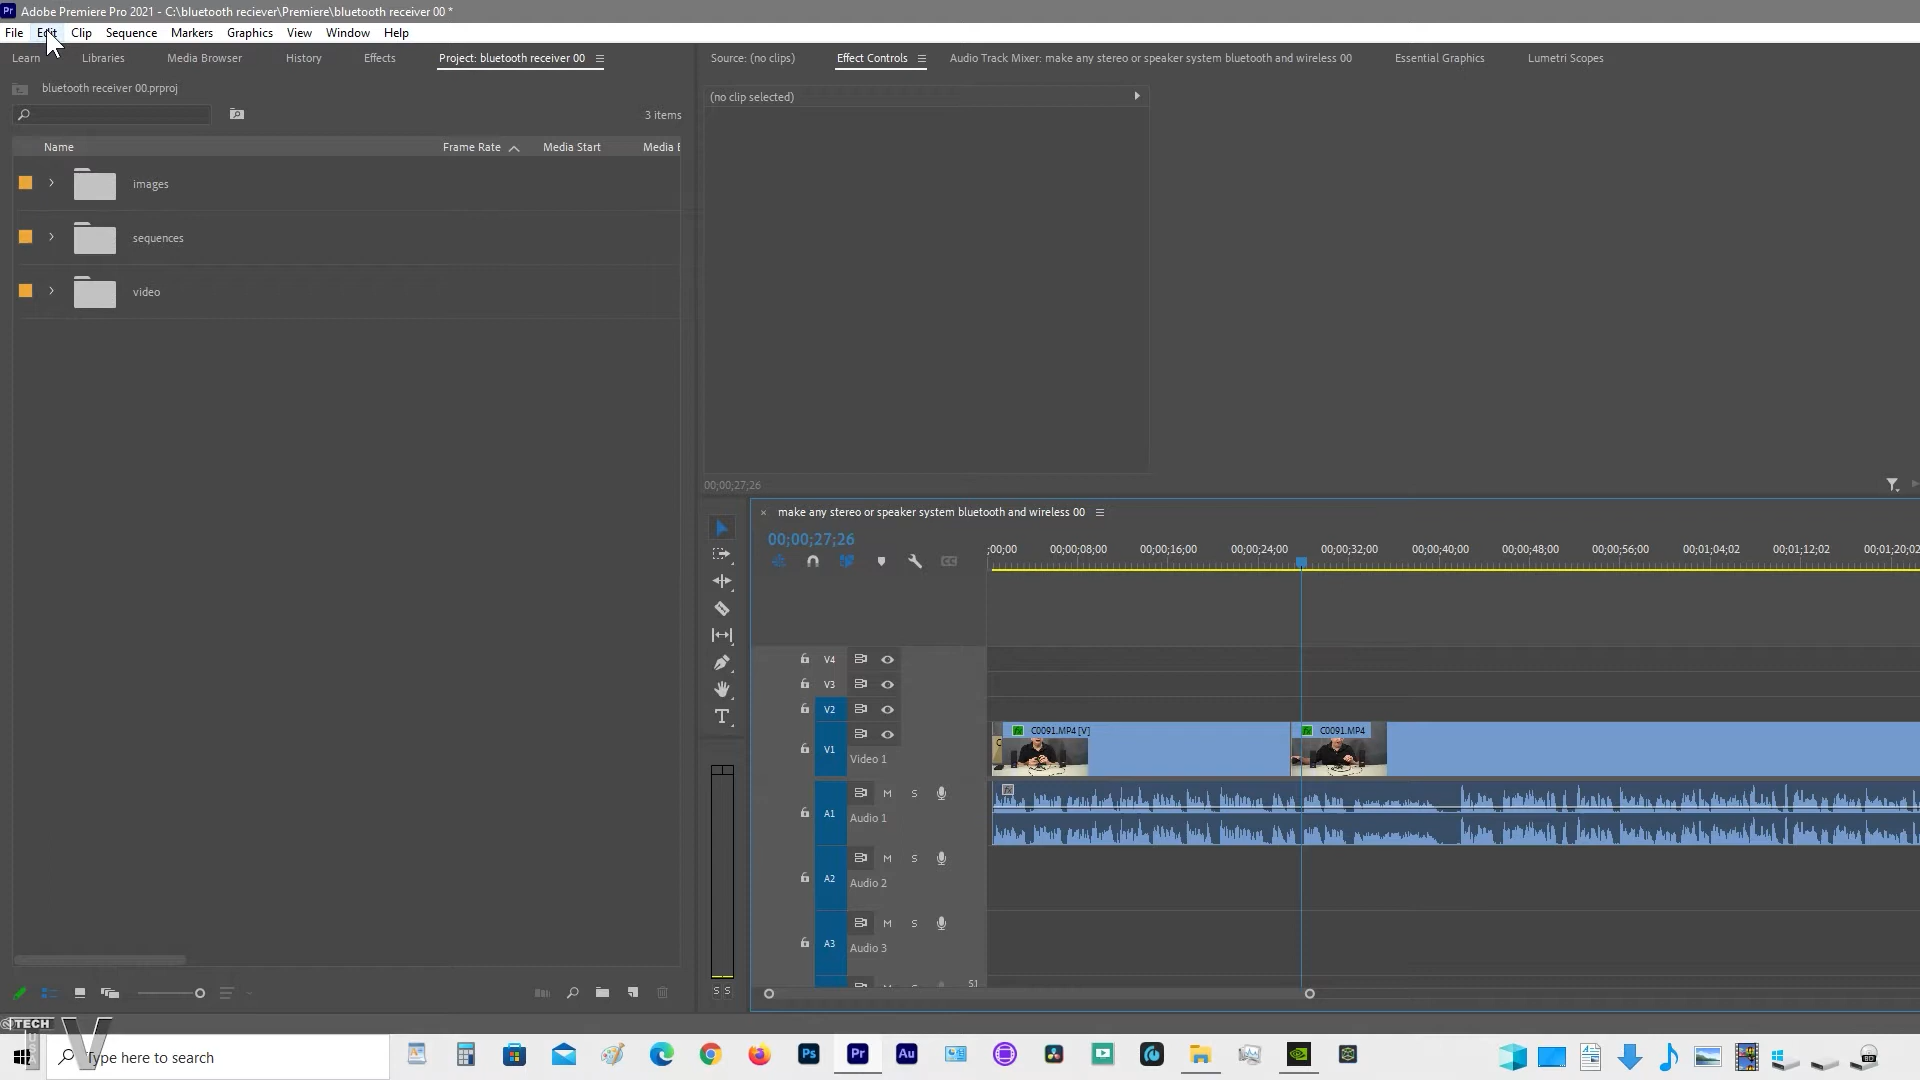 Adobe Premiere Pro 2021 - C:\bluetooth reciever\Premiere\bluetooth receiver 00 *
File Edit Clip Sequence Markers Graphics View Window Help
Learn Libraries Media Browser History Effects Project: bluetooth receiver 00
Source: (no clips) Effect Controls Audio Track Mixer: make any stereo or speaker system bluetooth and wireless 00 Essential Graphics Lumetri Scopes
bluetooth receiver 00.prproj
(no clip selected)
3 items
Name Frame Rate Media Start Media E
images
sequences
video
00;00;27;26
make any stereo or speaker system bluetooth and wireless 00
00;00;27;26
;00;00 00;00;08;00 00;00;16;00 00;00;24;00 00;00;32;00 00;00;40;00 00;00;48;00 00;00;56;00 00;01;04;02 00;01;12;02 00;01;20;02
V4
V3
V2
C0091.MP4 [V] C0091.MP4
V1
Video 1
M S
A1 Audio 1
M S
A2 Audio 2
M S
A3 Audio 3
S S
TECH
Type here to search
Ps Pr Au